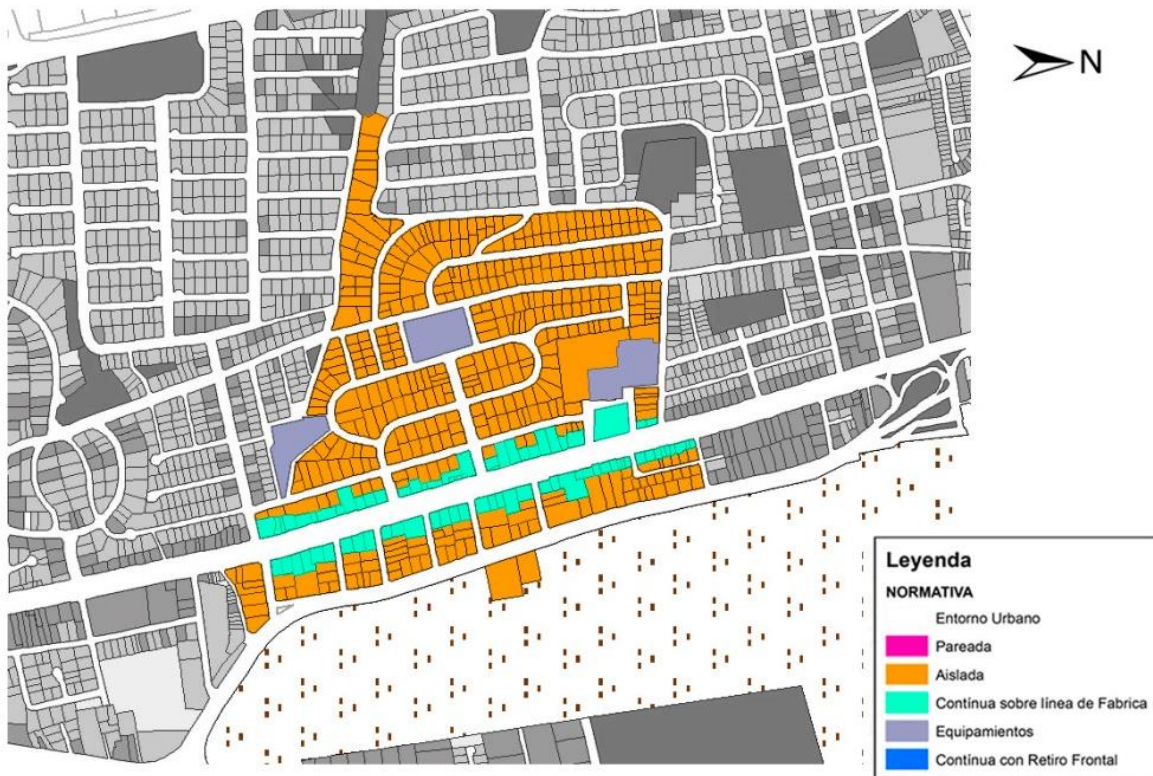 N
Leyenda
NORMATIVA
Entorno Urbano
Pareada
Aislada
Contínua sobre línea de Fabrica
Equipamientos
Contínua con Retiro Frontal